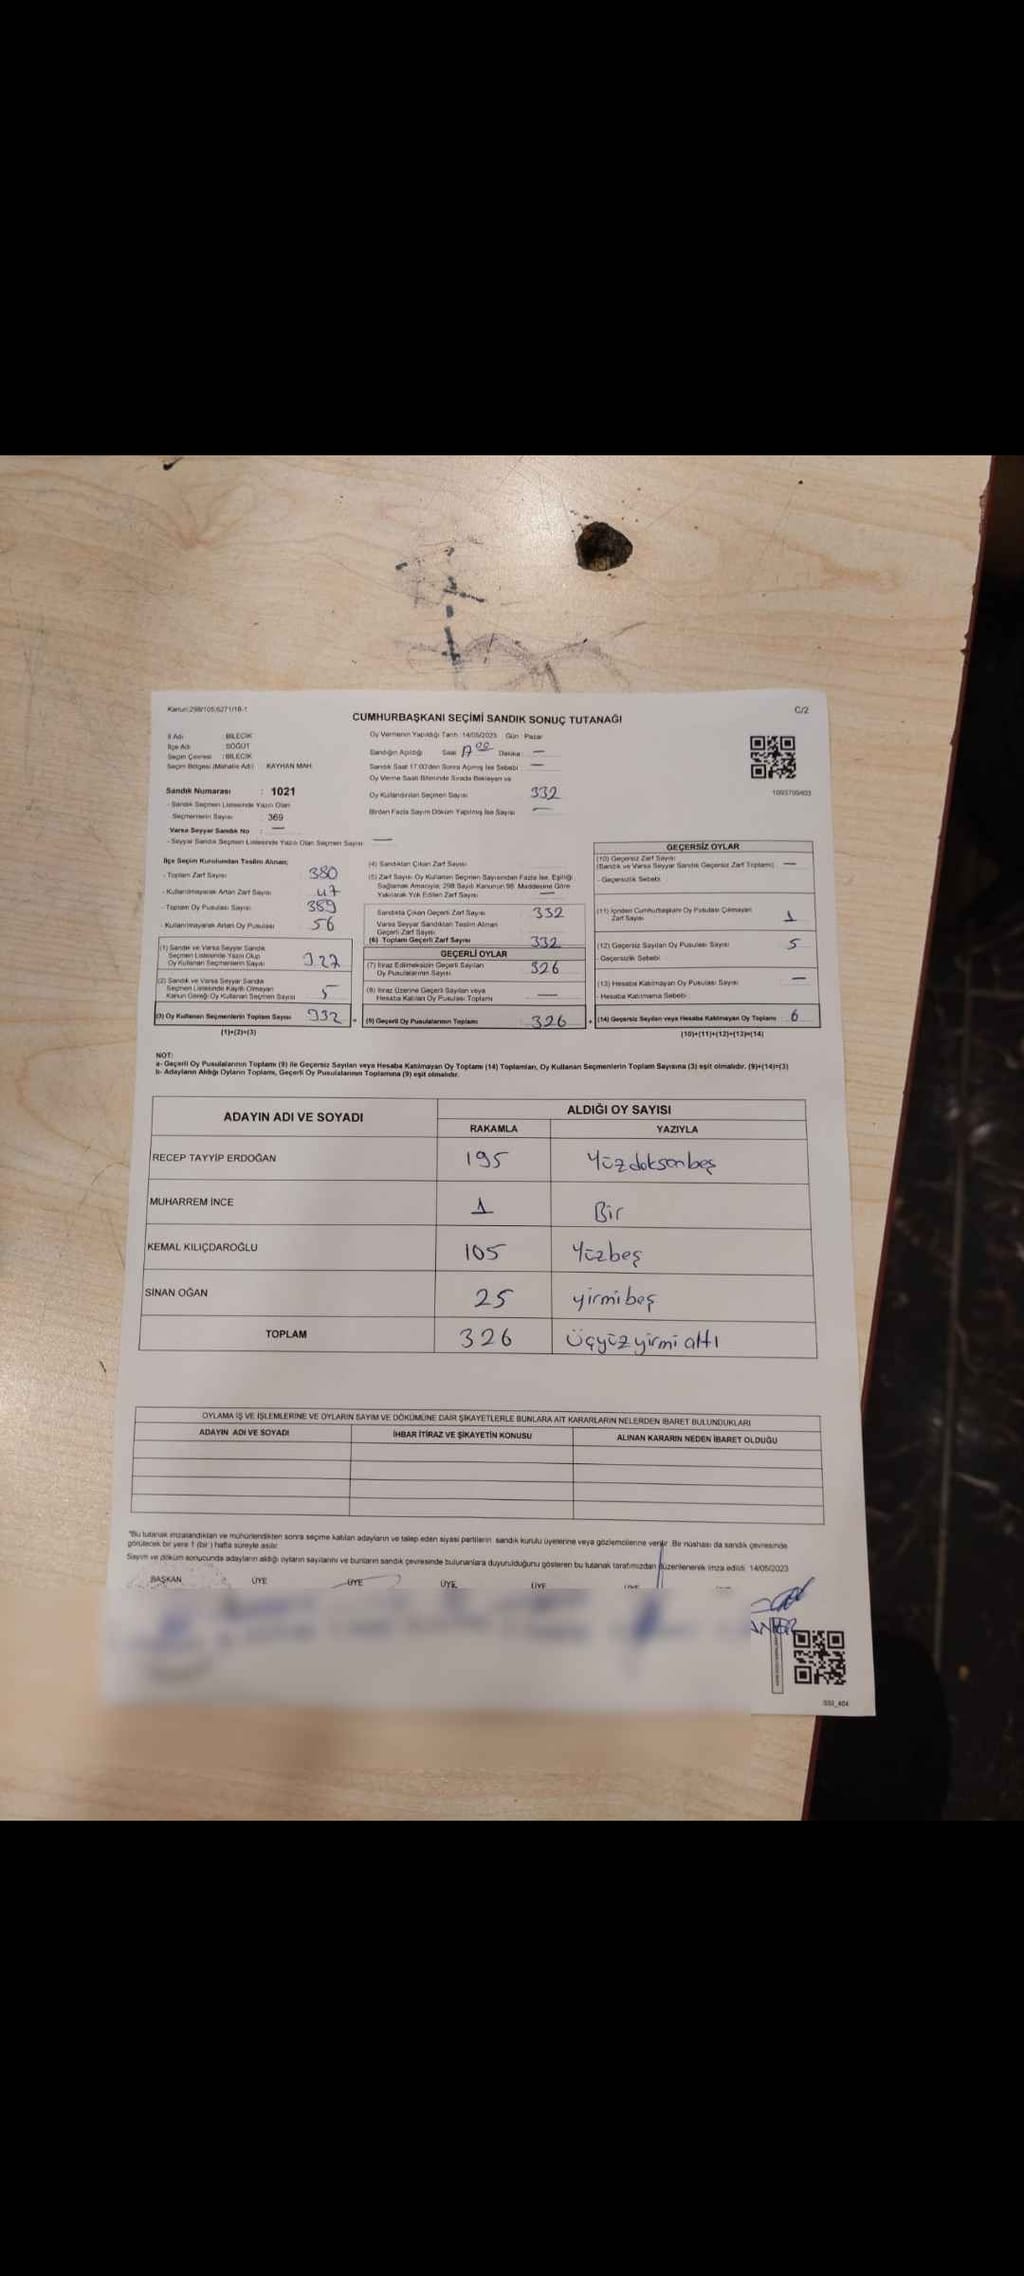 Kanun:298/105;6271/18-1
C/2
CUMHURBAŞKANI SEÇİMİ SANDIK SONUÇ TUTANAĞI
İl Adı : BİLECİK
İlçe Adı : SÖĞÜT
Seçim Çevresi : BİLECİK
Seçim Bölgesi (Mahalle Adı) : KAYHAN MAH.
Oy Vermenin Yapıldığı Tarih : 14/05/2023 Gün : Pazar
Sandığın Açıldığı Saat : Dakika : —
Sandık Saat 17:00'den Sonra Açılmış İse Sebebi : —
Oy Verme Saati Bitiminde Sırada Bekleyen ve
Oy Kullandırılan Seçmen Sayısı 332
Birden Fazla Sayım Döküm Yapılmış İse Sayısı —
Sandık Numarası : 1021
- Sandık Seçmen Listesinde Yazılı Olan
- Seçmenlerin Sayısı : 369
Varsa Seyyar Sandık No : —
- Seyyar Sandık Seçmen Listesinde Yazılı Olan Seçmen Sayısı —
İlçe Seçim Kurulundan Teslim Alınan;
- Toplam Zarf Sayısı 380
- Kullanılmayarak Artan Zarf Sayısı 47
- Toplam Oy Pusulası Sayısı 389
- Kullanılmayarak Artan Oy Pusulası 56
(1) Sandık ve Varsa Seyyar Sandık
Seçmen Listesinde Yazılı Olup
Oy Kullanan Seçmenlerin Sayısı 327
(2) Sandık ve Varsa Seyyar Sandık
Seçmen Listesinde Kayıtlı Olmayan
Kanun Gereği Oy Kullanan Seçmen Sayısı 5
(3) Oy Kullanan Seçmenlerin Toplam Sayısı 332
(1)+(2)=(3)
(4) Sandıktan Çıkan Zarf Sayısı
(5) Zarf Sayısı Oy Kullanan Seçmen Sayısından Fazla İse, Eşitliği
Sağlamak Amacıyla; 298 Sayılı Kanunun 98. Maddesine Göre
Yakılarak Yok Edilen Zarf Sayısı —
Sandıkta Çıkan Geçerli Zarf Sayısı 332
Varsa Seyyar Sandıktan Teslim Alınan
Geçerli Zarf Sayısı
(6) Toplam Geçerli Zarf Sayısı 332
GEÇERLİ OYLAR
(7) İtiraz Edilmeksizin Geçerli Sayılan
Oy Pusulalarının Sayısı 326
(8) İtiraz Üzerine Geçerli Sayılan veya
Hesaba Katılan Oy Pusulası Toplamı —
(9) Geçerli Oy Pusulalarının Toplamı 326
1093709403
GEÇERSİZ OYLAR
(10) Geçersiz Zarf Sayısı
(Sandık ve Varsa Seyyar Sandık Geçersiz Zarf Toplamı) —
- Geçersizlik Sebebi
(11) İçinden Cumhurbaşkanı Oy Pusulası Çıkmayan
Zarf Sayısı 1
(12) Geçersiz Sayılan Oy Pusulası Sayısı 5
- Geçersizlik Sebebi
(13) Hesaba Katılmayan Oy Pusulası Sayısı —
- Hesaba Katılmama Sebebi
(14) Geçersiz Sayılan veya Hesaba Katılmayan Oy Toplamı 6
(10)+(11)+(12)+(13)=(14)
NOT:
a- Geçerli Oy Pusulalarının Toplamı (9) ile Geçersiz Sayılan veya Hesaba Katılmayan Oy Toplamı (14) Toplamları, Oy Kullanan Seçmenlerin Toplam Sayısına (3) eşit olmalıdır. (9)+(14)=(3)
b- Adayların Aldığı Oyların Toplamı, Geçerli Oy Pusulalarının Toplamına (9) eşit olmalıdır.
ADAYIN ADI VE SOYADI ALDIĞI OY SAYISI
RAKAMLA YAZIYLA
RECEP TAYYİP ERDOĞAN 195 Yüzdoksanbeş
MUHARREM İNCE 1 Bir
KEMAL KILIÇDAROĞLU 105 Yüzbeş
SİNAN OĞAN 25 yirmibeş
TOPLAM 326 Üçyüzyirmialtı
OYLAMA İŞ VE İŞLEMLERİNE VE OYLARIN SAYIM VE DÖKÜMÜNE DAİR ŞİKAYETLERLE BUNLARA AİT KARARLARIN NELERDEN İBARET BULUNDUKLARI
ADAYIN ADI VE SOYADI İHBAR İTİRAZ VE ŞİKAYETİN KONUSU ALINAN KARARIN NEDEN İBARET OLDUĞU
*Bu tutanak imzalandıktan ve mühürlendikten sonra seçime katılan adayların ve talep eden siyasi partilerin sandık kurulu üyelerine veya gözlemcilerine verilir. Bir nüshası da sandık çevresinde
görülecek bir yere 1 (bir) hafta süreyle asılır.
Sayım ve döküm sonucunda adayların aldığı oyların sayılarını ve bunların sandık çevresinde bulunanlara duyurulduğunu gösteren bu tutanak tarafımızdan düzenlenerek imza edildi. 14/05/2023
BAŞKAN ÜYE ÜYE ÜYE ÜYE